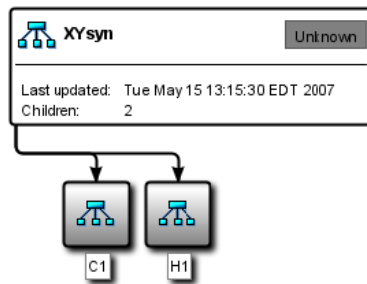 XYsyn
Unknown
Last updated: Tue May 15 13:15:30 EDT 2007
Children: 2
C1 H1